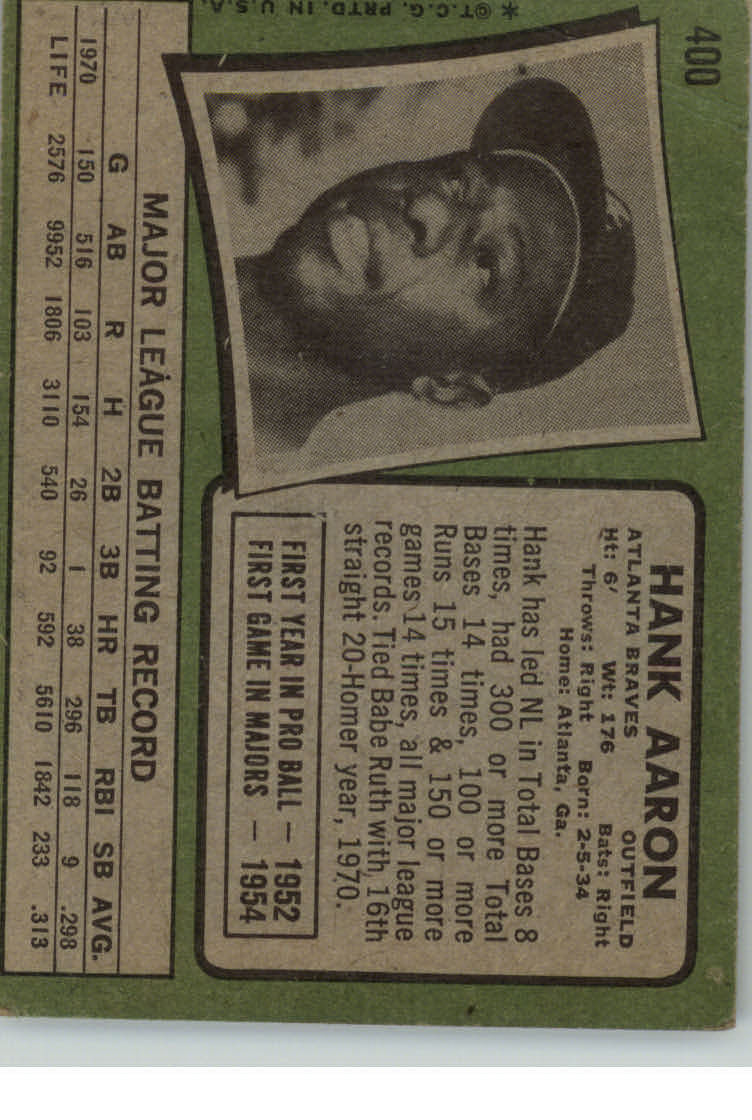 400
HANK AARON
ATLANTA BRAVES OUTFIELD
Ht: 6' Wt: 176 Bats: Right
Throws: Right Born: 2-5-34
Home: Atlanta, Ga.
Hank has led NL in Total Bases 8
times, had 300 or more Total
Bases 14 times, 100 or more
Runs 15 times & 150 or more
games 14 times, all major league
records. Tied Babe Ruth with 16th
straight 20-Homer year, 1970.
FIRST YEAR IN PRO BALL — 1952
FIRST GAME IN MAJORS — 1954
MAJOR LEAGUE BATTING RECORD
G AB R H 2B 3B HR TB RBI SB AVG.
1970 150 516 103 154 26 1 38 296 118 9 .298
LIFE 2576 9952 1806 3110 540 92 592 5610 1842 233 .313
* ©T.C.G. PRTD. IN U.S.A.